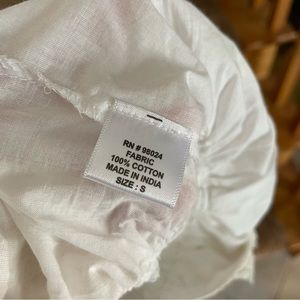 RN # 98024
FABRIC
100% COTTON
MADE IN INDIA
SIZE : S